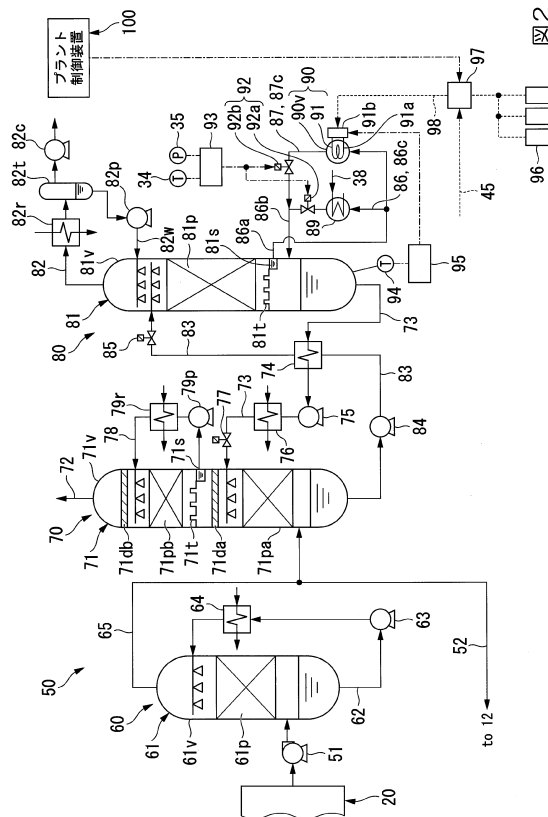 図2
100
プラント
制御装置
82c
82t
82r
82
82p
82w
81v
81
80
81p
81s
81t
86a
86b
35
34
P
T
93
92
92b
92a
90
87, 87c
90v
91
91b
91a
98
97
96
45
38
89
86, 86c
95
94
T
73
85
83
74
83
75
76
77
73
84
79r
79p
78
71s
72
71v
70
71
71db
71pb
71t
71da
71pa
65
64
63
62
60
61
61v
61p
50
51
52
20
to 12